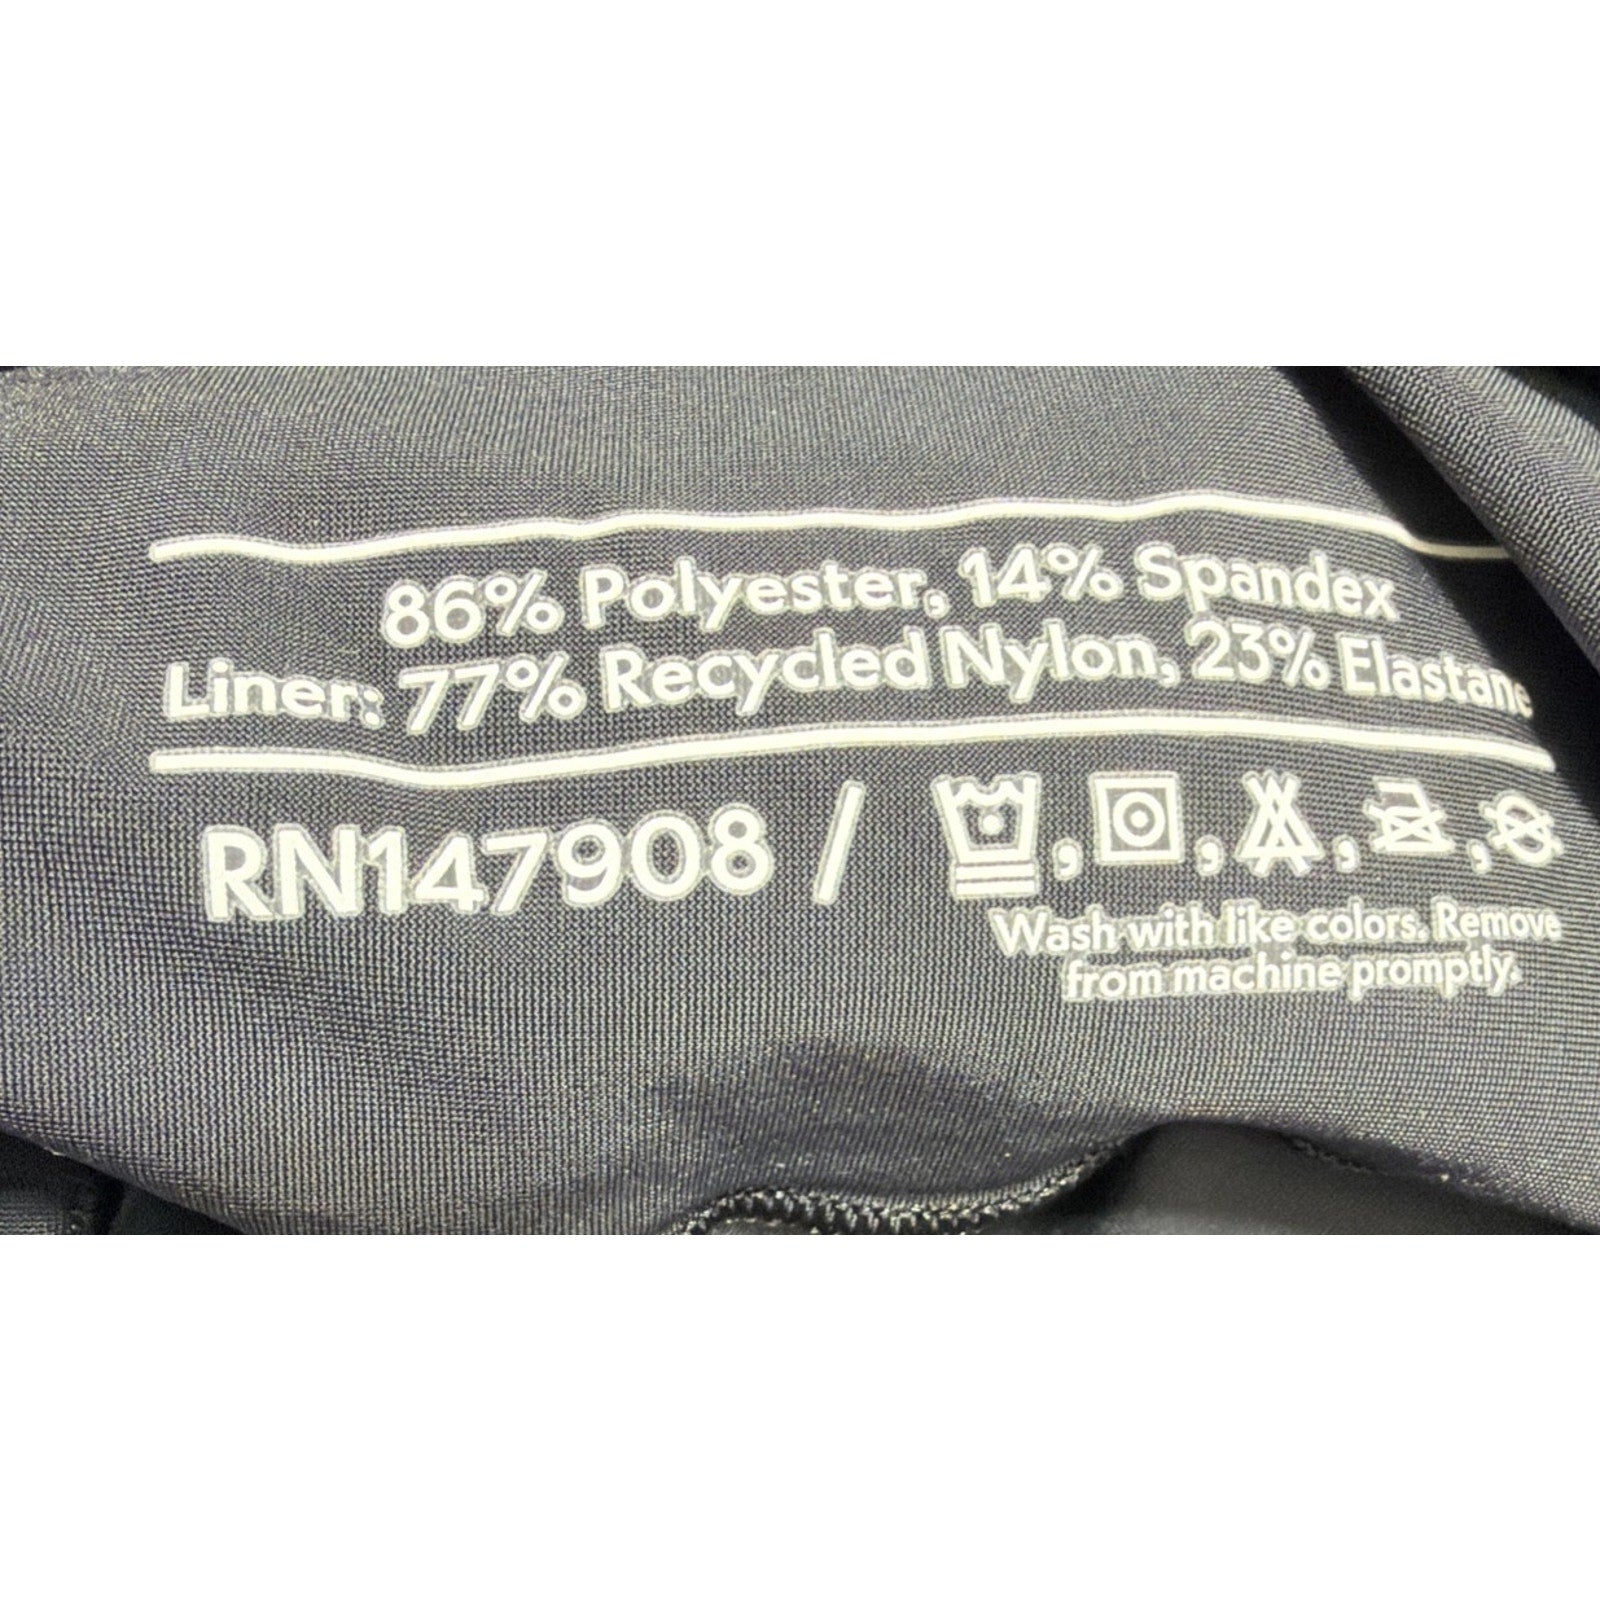 86% Polyester, 14% Spandex
Liner: 77% Recycled Nylon, 23% Elastane
RN147908 /
Wash with like colors. Remove
from machine promptly.